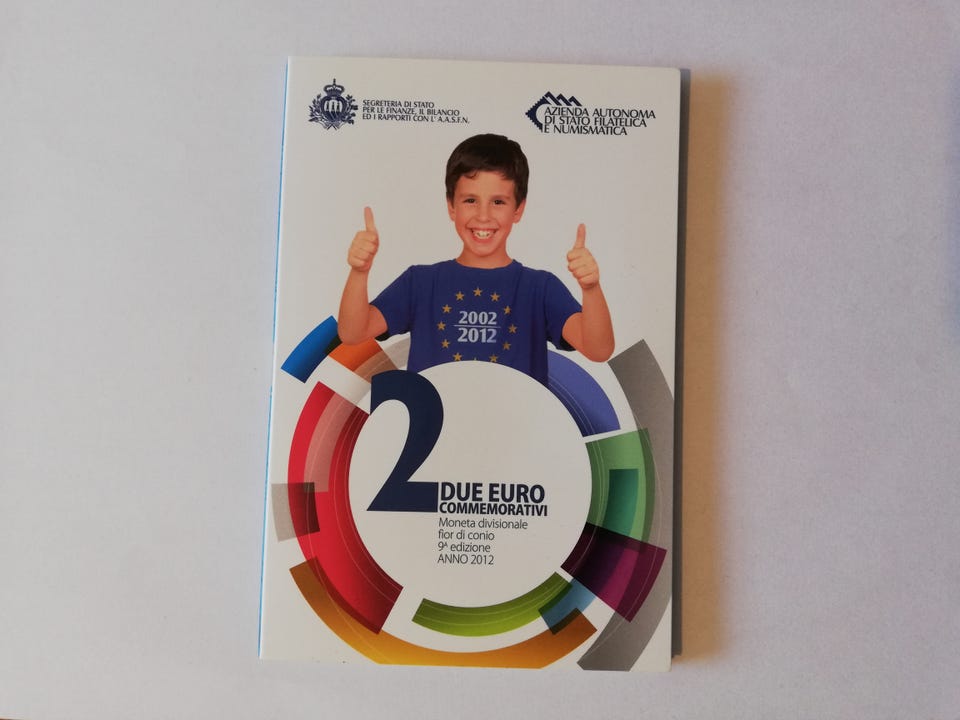 SEGRETERIA DI STATO
PER LE FINANZE, IL BILANCIO
ED I RAPPORTI CON L' A.A.S.F.N.
AZIENDA AUTONOMA
DI STATO FILATELICA
E NUMISMATICA
2002
2012
2 DUE EURO
COMMEMORATIVI
Moneta divisionale
fior di conio
9ᴬ edizione
ANNO 2012